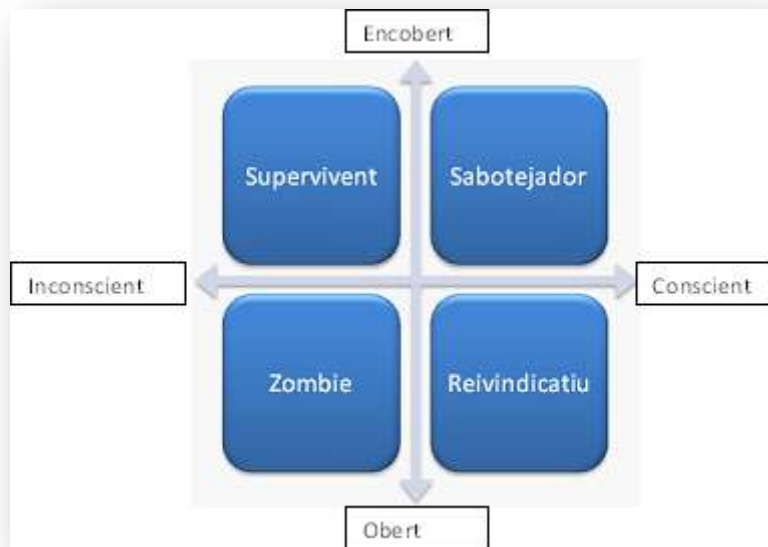 Encobert
Supervivent
Sabotejador
Inconscient
Conscient
Zombie
Reivindicatiu
Obert